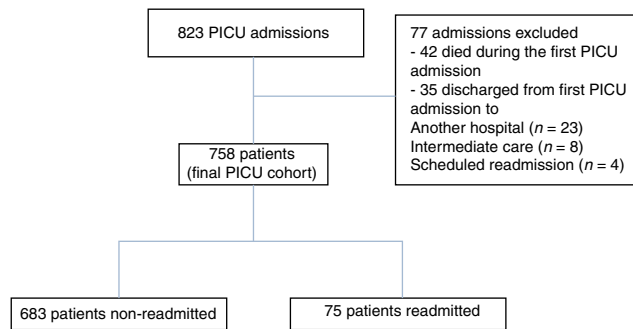 823 PICU admissions
77 admissions excluded
- 42 died during the first PICU
admission
- 35 discharged from first PICU
admission to
Another hospital (n = 23)
Intermediate care (n = 8)
Scheduled readmission (n = 4)
758 patients
(final PICU cohort)
683 patients non-readmitted
75 patients readmitted